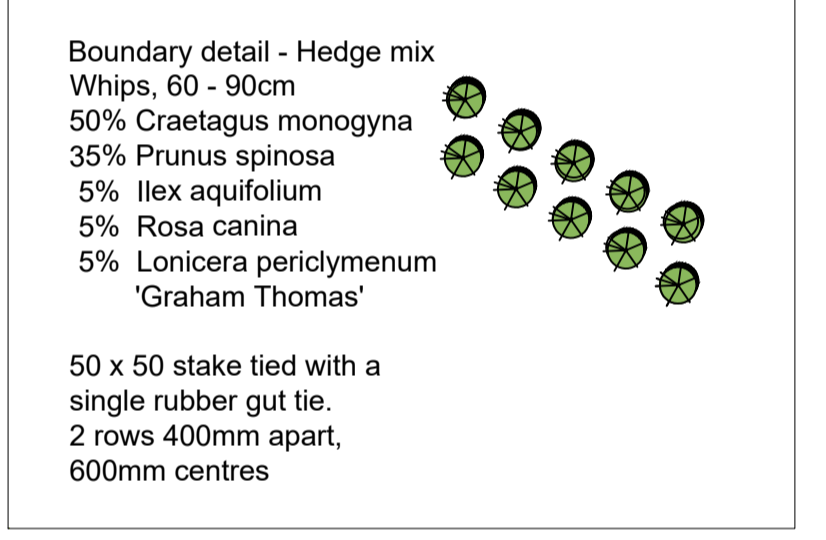 Boundary detail - Hedge mix
Whips, 60 - 90cm
50% Craetagus monogyna
35% Prunus spinosa
5% Ilex aquifolium
5% Rosa canina
5% Lonicera periclymenum
'Graham Thomas'
50 x 50 stake tied with a
single rubber gut tie.
2 rows 400mm apart,
600mm centres